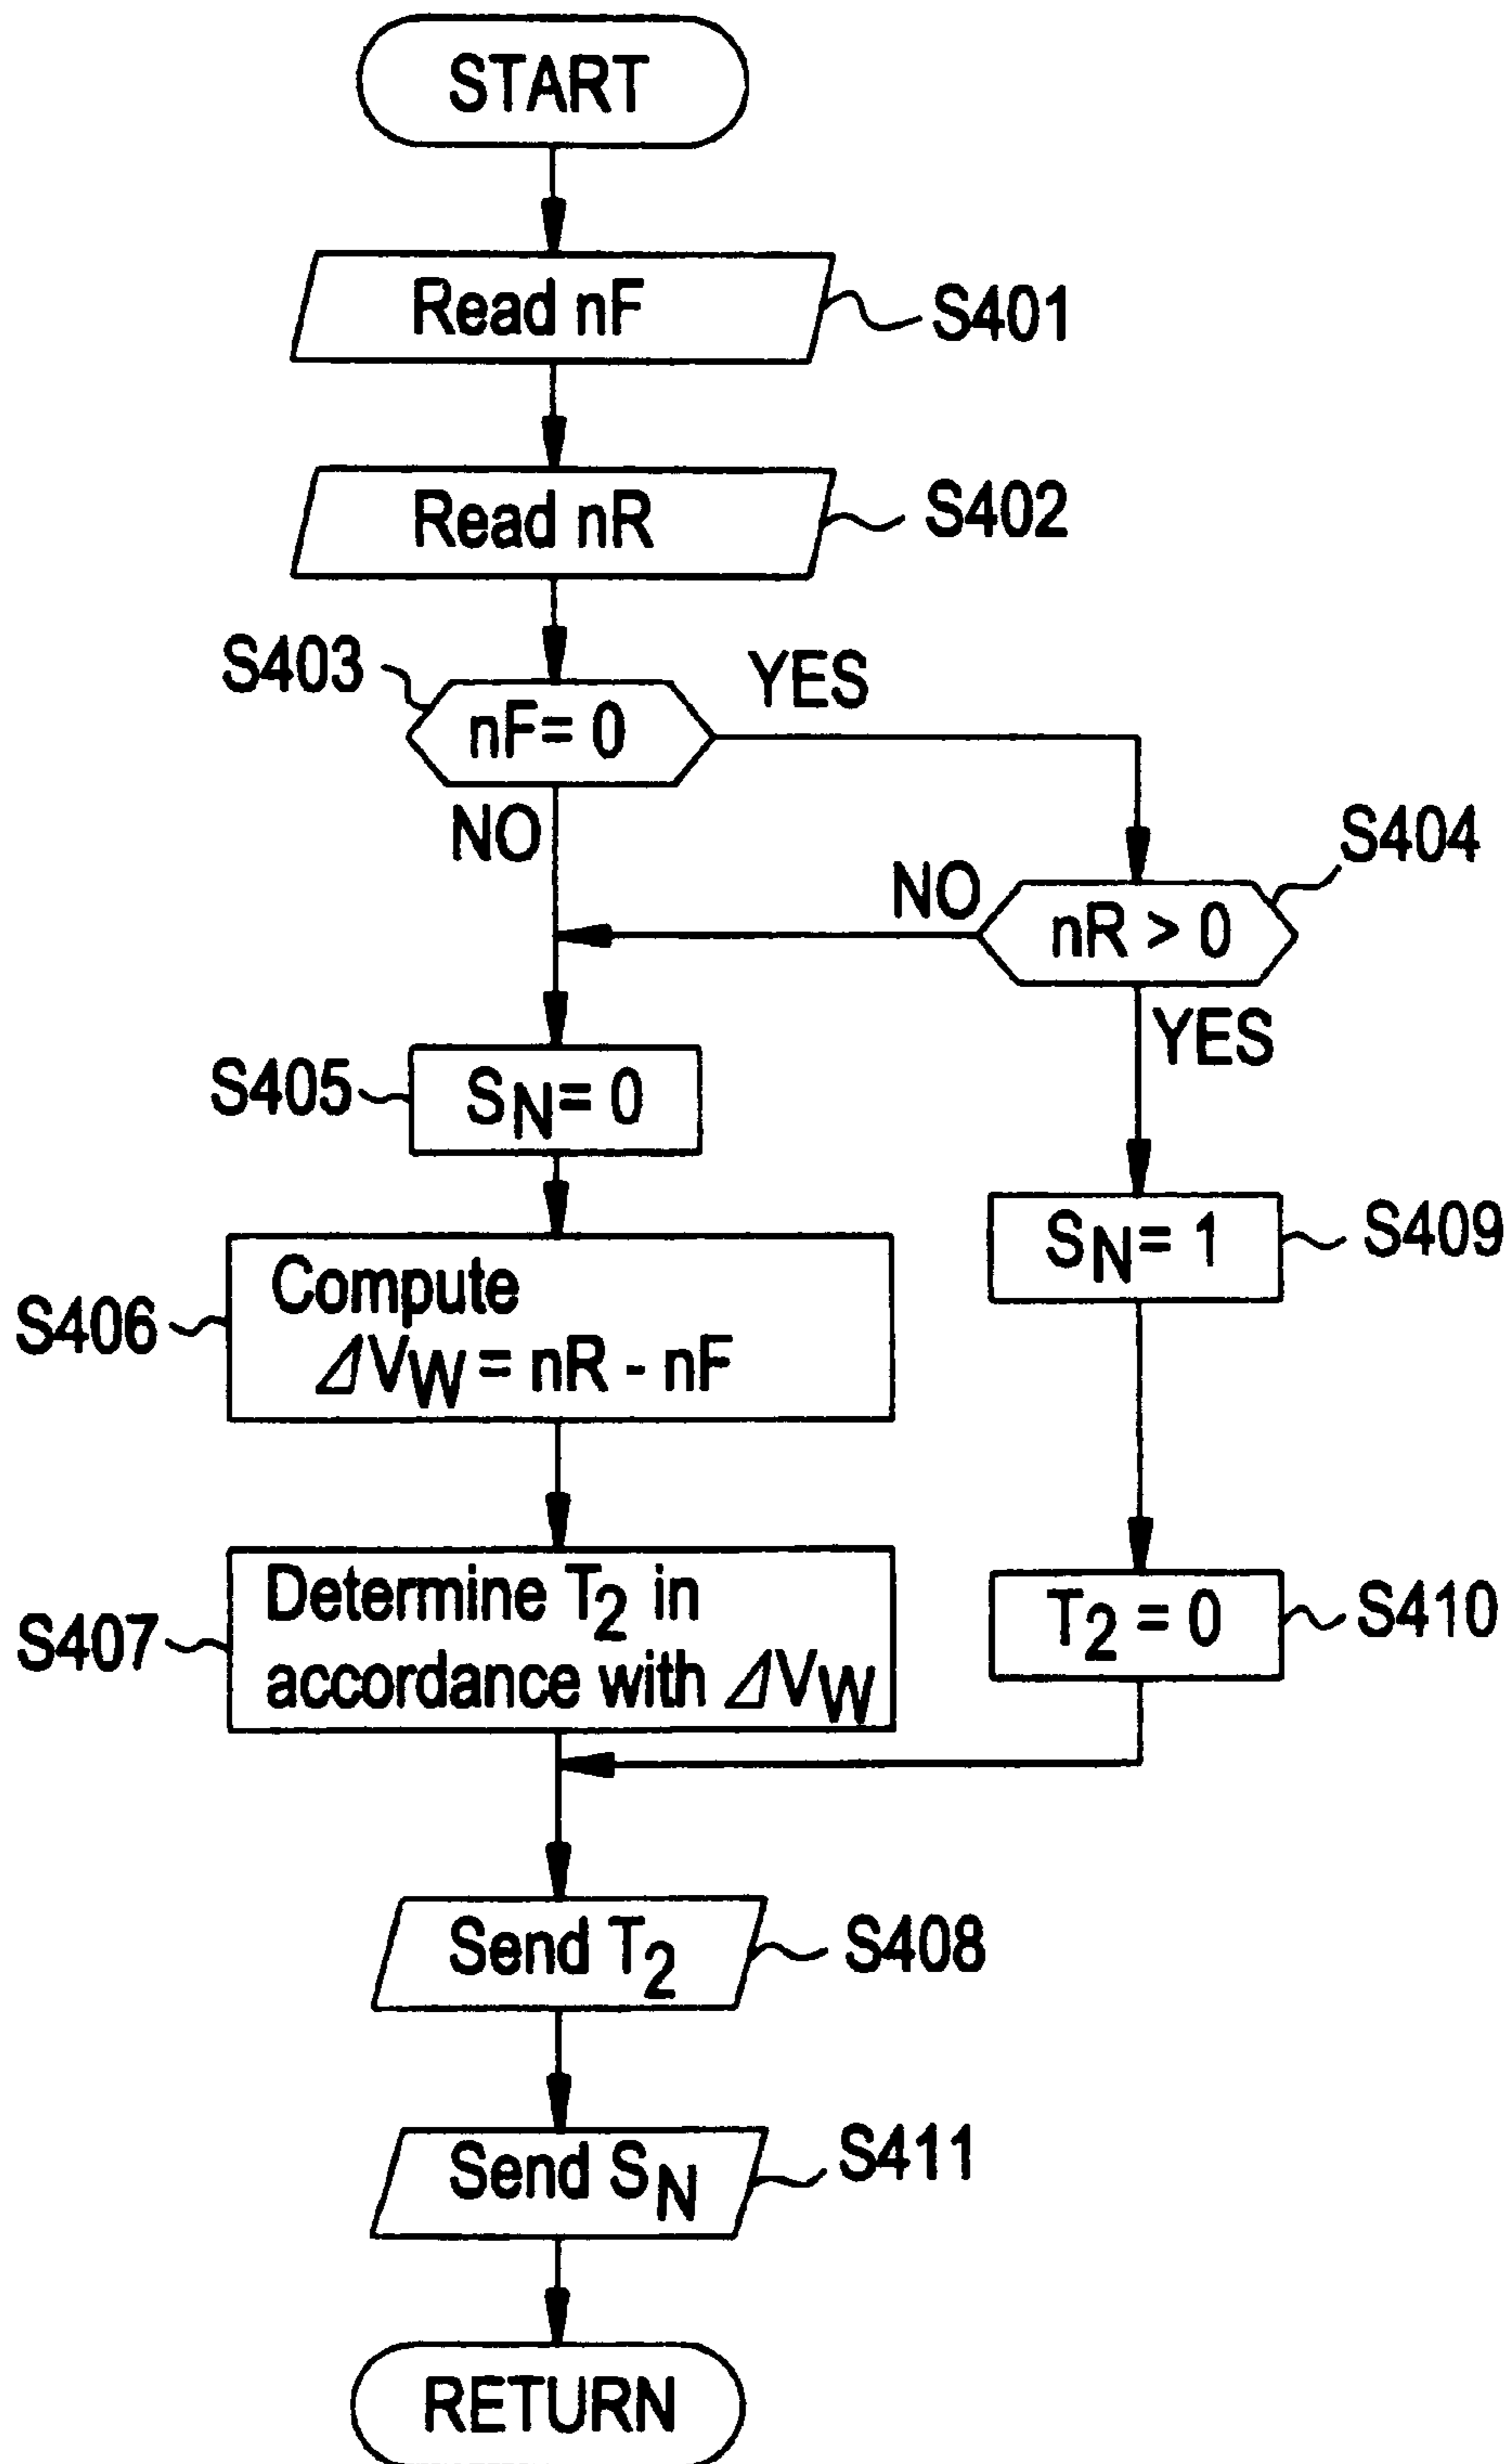 START
Read nF
S401
Read nR
S402
S403
nF= 0
YES
NO
S404
NO
nR > 0
YES
S405
SN= 0
S409
SN= 1
S406
Compute
⊿VW = nR - nF
S407
Determine T2 in
accordance with ⊿VW
S410
T2 = 0
Send T2
S408
Send SN
S411
RETURN